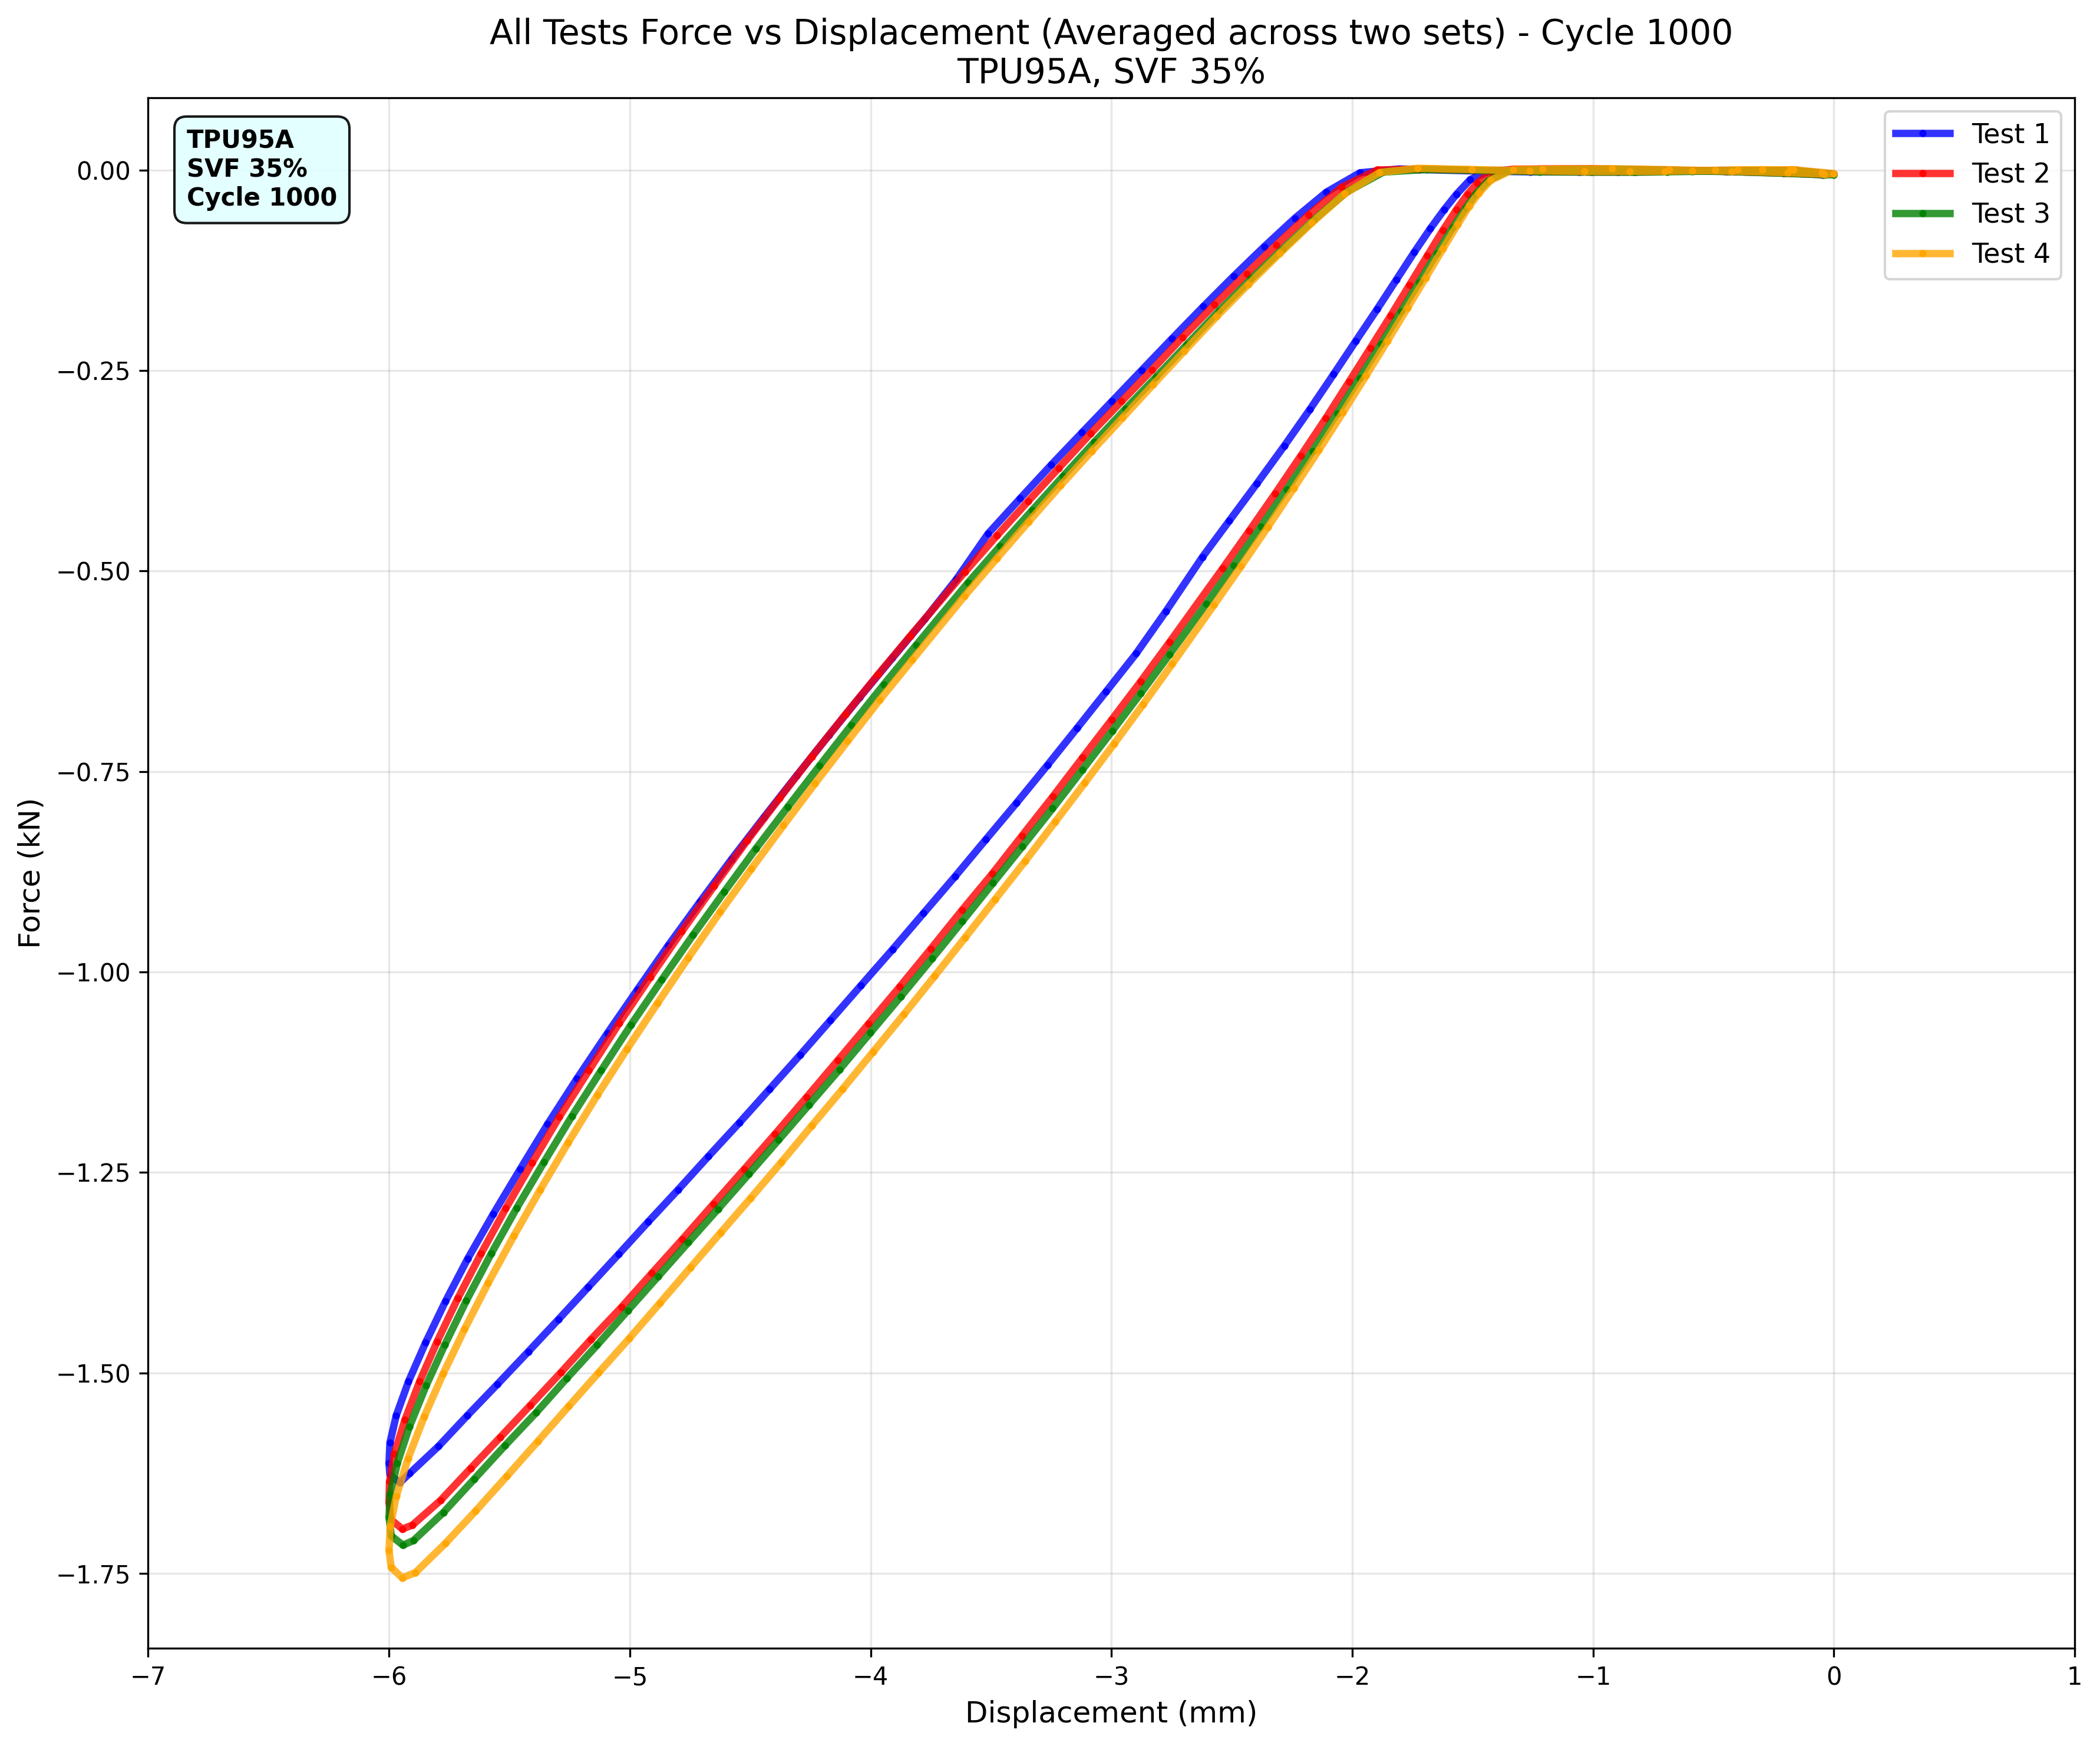 All Tests Force vs Displacement (Averaged across two sets) - Cycle 1000
TPU95A, SVF 35%
TPU95A
SVF 35%
Cycle 1000
Test 1
Test 2
Test 3
Test 4
0.00
−0.25
−0.50
−0.75
−1.00
−1.25
−1.50
−1.75
Force (kN)
−7 −6 −5 −4 −3 −2 −1 0 1
Displacement (mm)